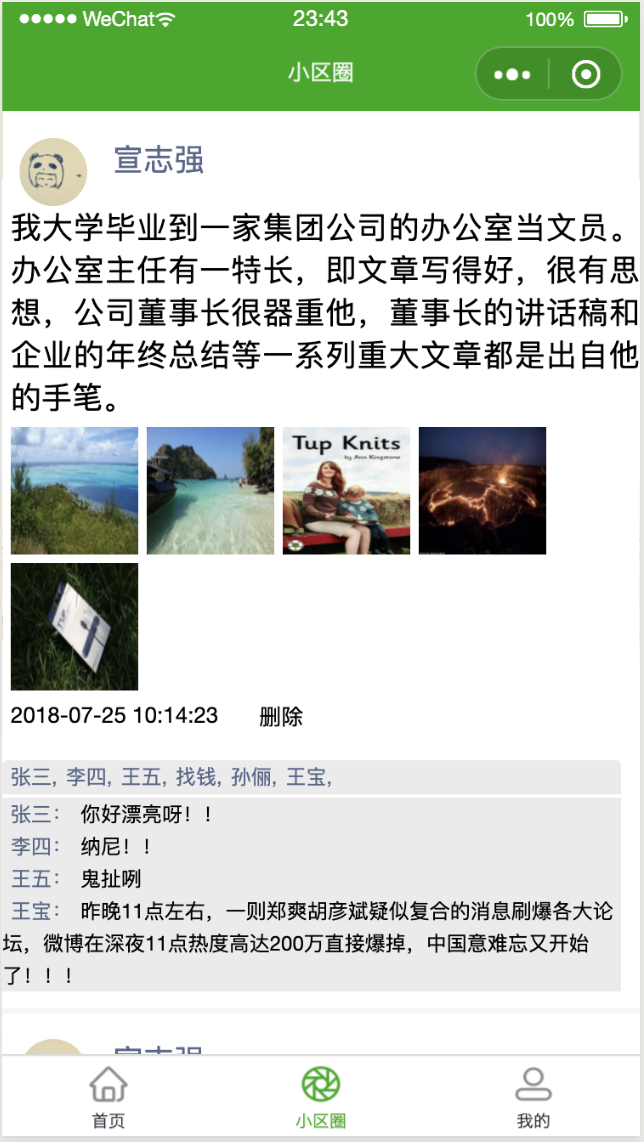 WeChat 23:43 100%
小区圈
宣志强
我大学毕业到一家集团公司的办公室当文员。
办公室主任有一特长，即文章写得好，很有思
想，公司董事长很器重他，董事长的讲话稿和
企业的年终总结等一系列重大文章都是出自他
的手笔。
Tup Knits
by Ann Kingstone
2018-07-25 10:14:23 删除
张三, 李四, 王五, 找钱, 孙俪, 王宝,
张三： 你好漂亮呀！！
李四： 纳尼！！
王五： 鬼扯咧
王宝： 昨晚11点左右，一则郑爽胡彦斌疑似复合的消息刷爆各大论
坛，微博在深夜11点热度高达200万直接爆掉，中国意难忘又开始
了！！！
宣志强
首页 小区圈 我的